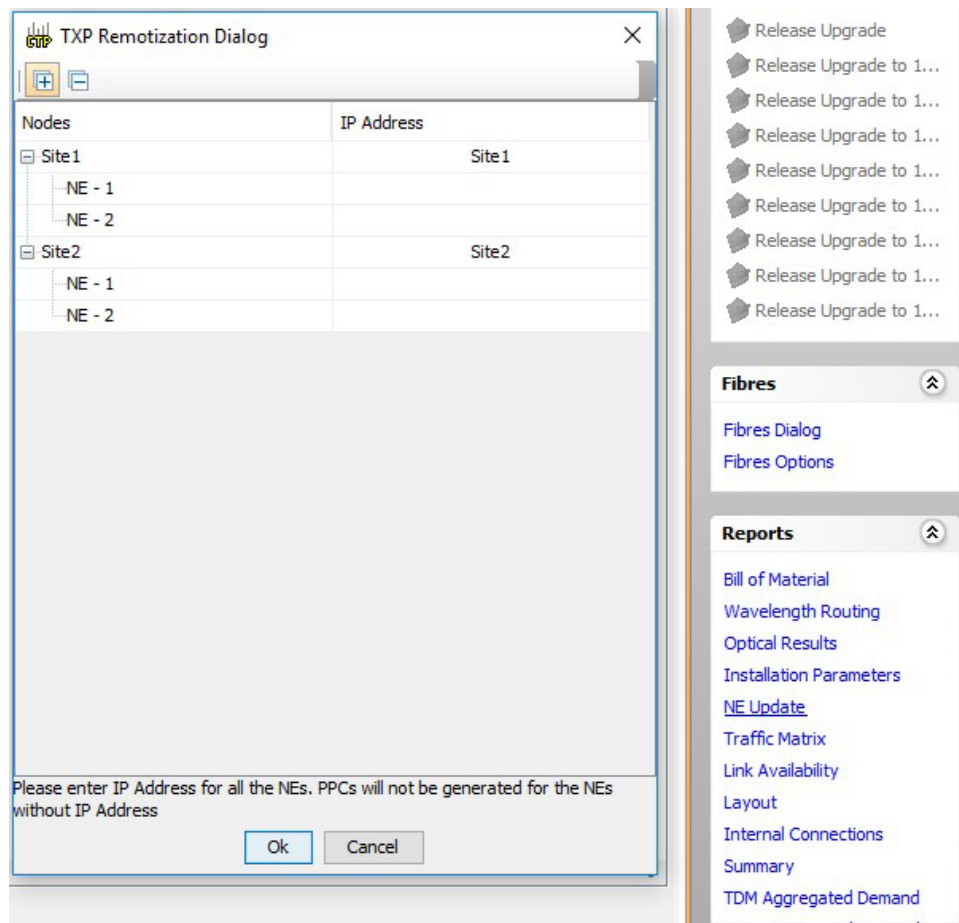 CTP TXP Remotization Dialog
Nodes IP Address
Site1 Site1
NE - 1
NE - 2
Site2 Site2
NE - 1
NE - 2
Please enter IP Address for all the NEs. PPCs will not be generated for the NEs
without IP Address
Ok Cancel
Release Upgrade
Release Upgrade to 1...
Release Upgrade to 1...
Release Upgrade to 1...
Release Upgrade to 1...
Release Upgrade to 1...
Release Upgrade to 1...
Release Upgrade to 1...
Release Upgrade to 1...
Fibres
Fibres Dialog
Fibres Options
Reports
Bill of Material
Wavelength Routing
Optical Results
Installation Parameters
NE Update
Traffic Matrix
Link Availability
Layout
Internal Connections
Summary
TDM Aggregated Demand